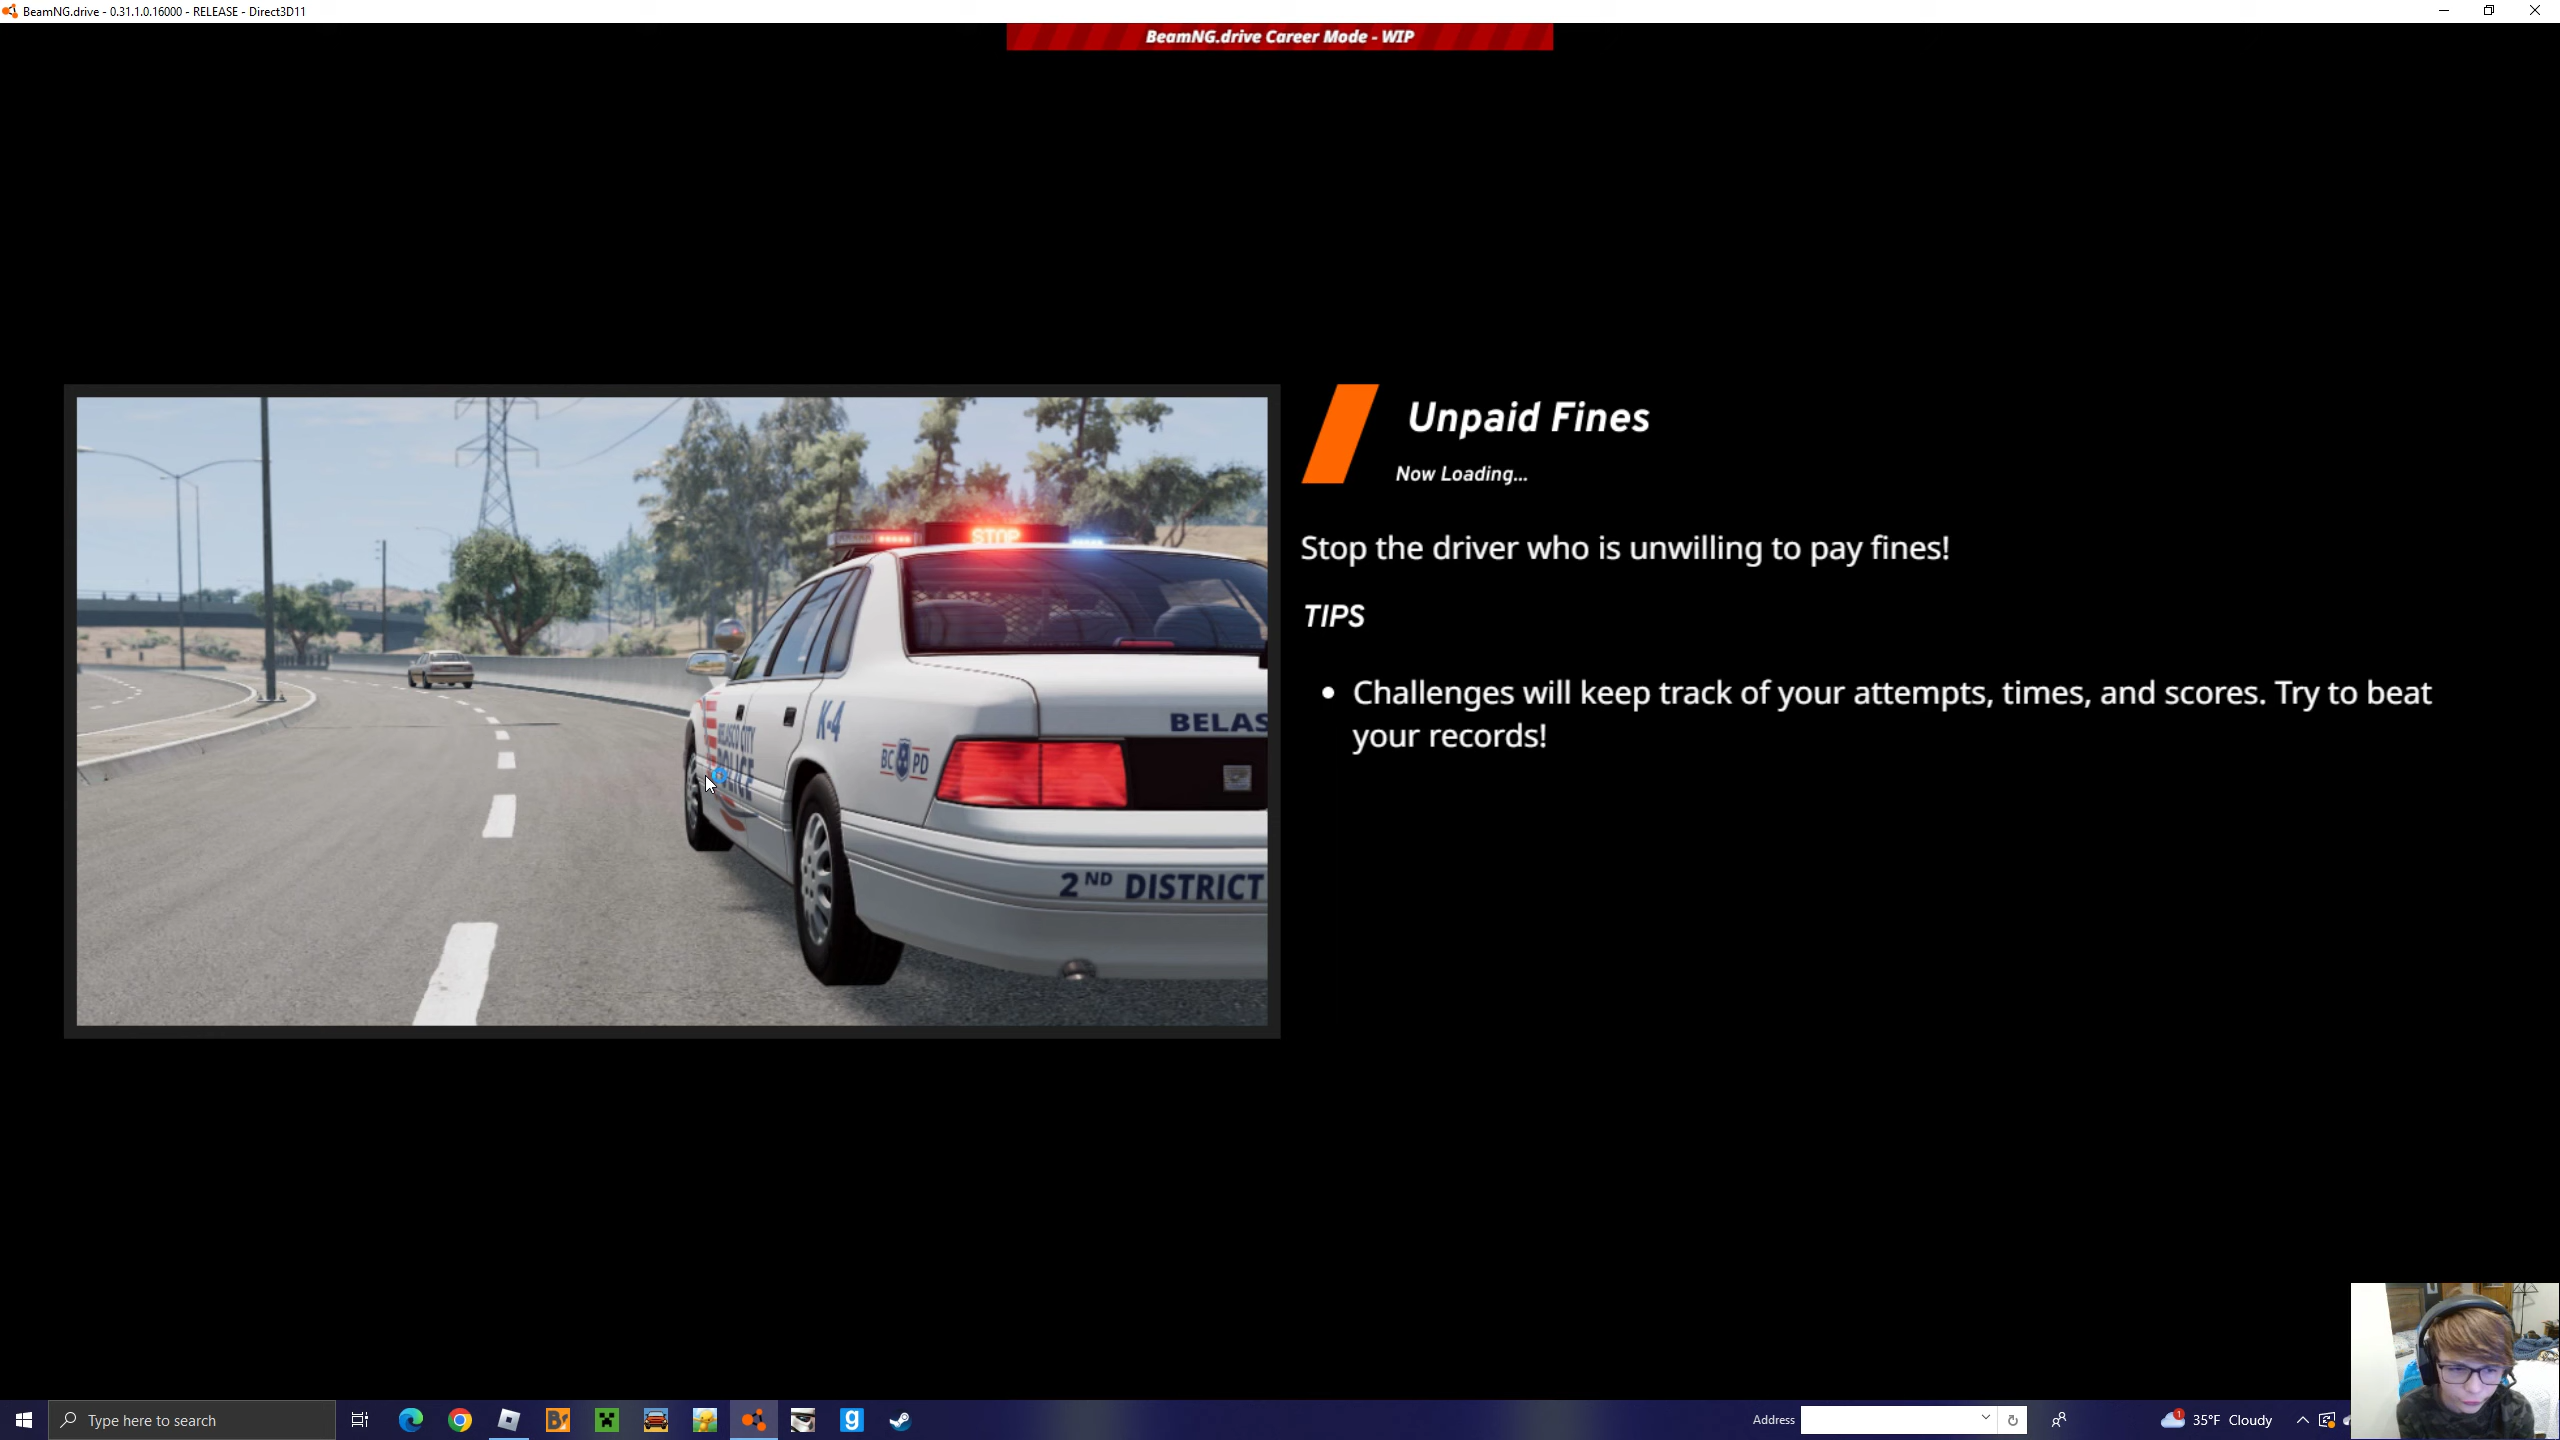 BeamNG.drive - 0.31.1.0.16000 - RELEASE - Direct3D11
BeamNG.drive Career Mode - WIP
Unpaid Fines
Now Loading...
Stop the driver who is unwilling to pay fines!
TIPS
• Challenges will keep track of your attempts, times, and scores. Try to beat
your records!
STOP
K-4
BELASCO CITY
POLICE
BC PD
BELAS
2ND DISTRICT
Type here to search
Address
35°F Cloudy